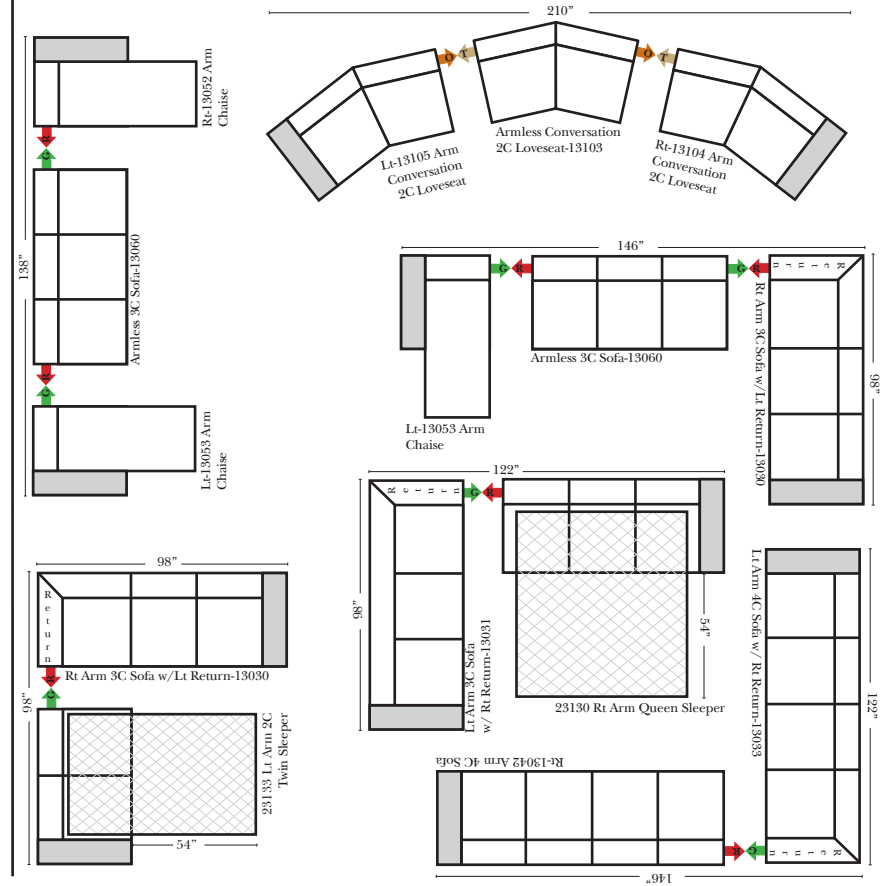 210”
O T
O T
Lt-13105 Arm
Conversation
2C Loveseat
Armless Conversation
2C Loveseat-13103
Rt-13104 Arm
Conversation
2C Loveseat
138”
Rt-13052 Arm
Chaise
R
G
Armless 3C Sofa-13060
R
G
Lt-13053 Arm
Chaise
146”
G R
G R
Return
Lt-13053 Arm
Chaise
Armless 3C Sofa-13060
Rt Arm 3C Sofa w/Lt Return-13030
98”
122”
Return
G R
98”
Lt Arm 3C Sofa
w/ Rt Return-13031
54”
23130 Rt Arm Queen Sleeper
98”
98”
Return
Rt Arm 3C Sofa w/Lt Return-13030
R
G
23133 Lt Arm 2C
Twin Sleeper
54”
Lt Arm 4C Sofa w/ Rt Return-13033
122”
Rt-13042 Arm 4C Sofa
R G
Return
146”